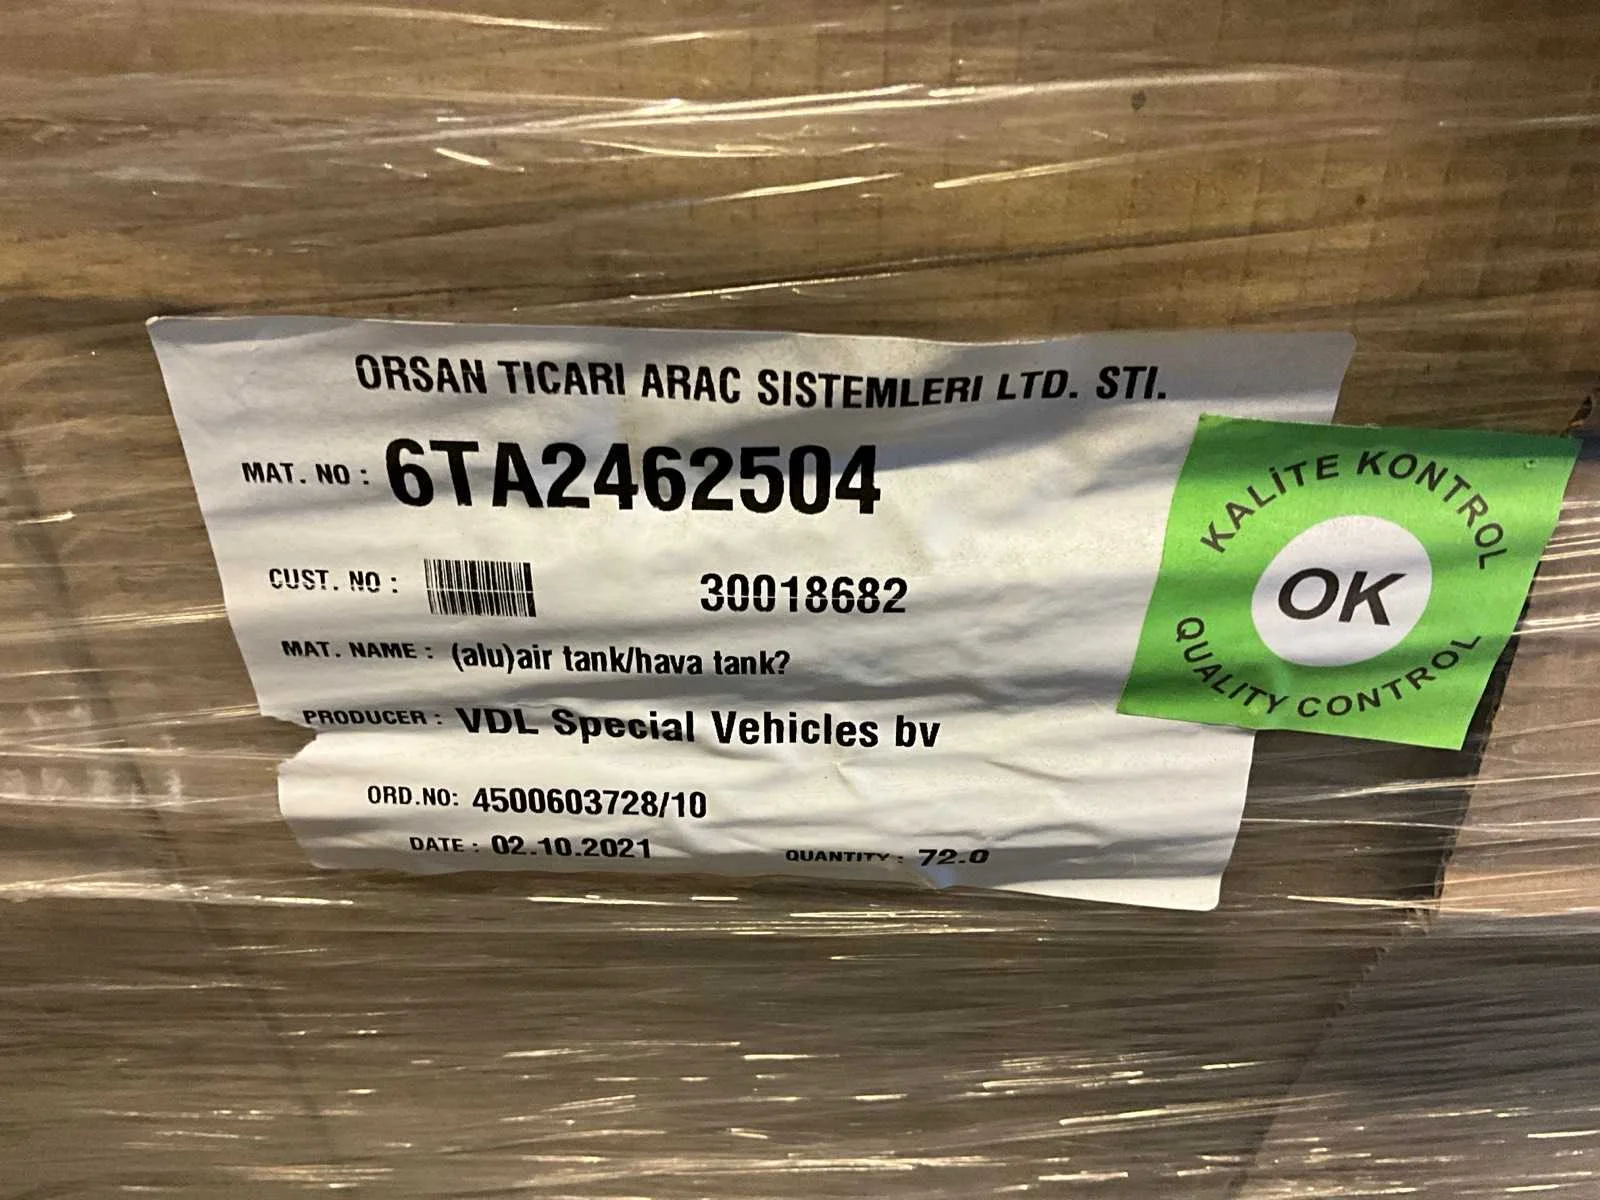 ORSAN TICARI ARAC SISTEMLERI LTD. STI.
MAT. NO : 6TA2462504
CUST. NO : 30018682
MAT. NAME : (alu)air tank/hava tank?
PRODUCER : VDL Special Vehicles bv
ORD.NO: 4500603728/10
DATE : 02.10.2021 QUANTITY : 72.0
KALİTE KONTROL
OK
QUALITY CONTROL